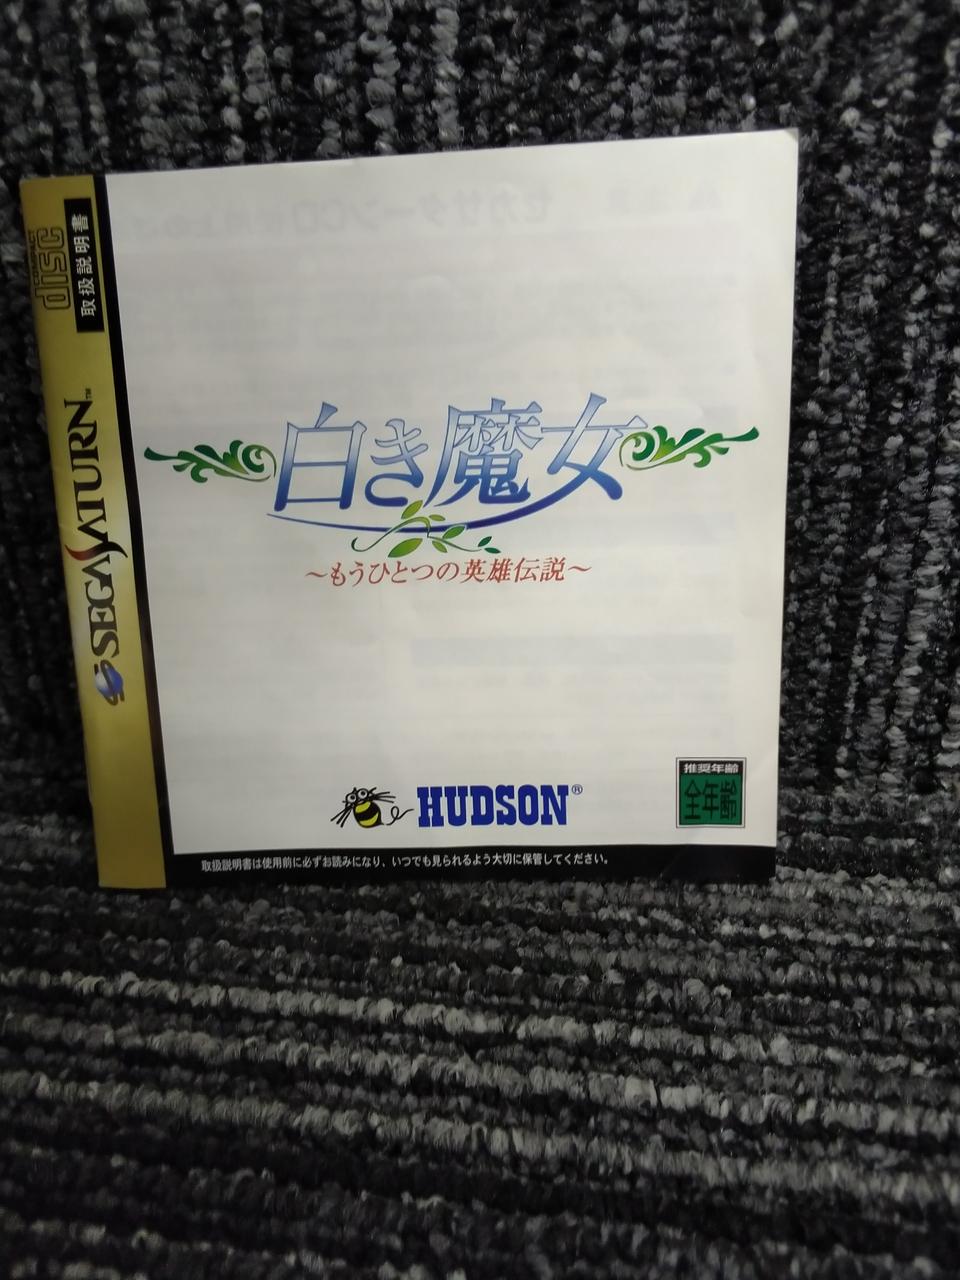 COMPACT
disc
取扱説明書
SEGA SATURN™
白き魔女
～もうひとつの英雄伝説～
HUDSON®
推奨年齢
全年齢
取扱説明書は使用前に必ずお読みになり、いつでも見られるよう大切に保管してください。